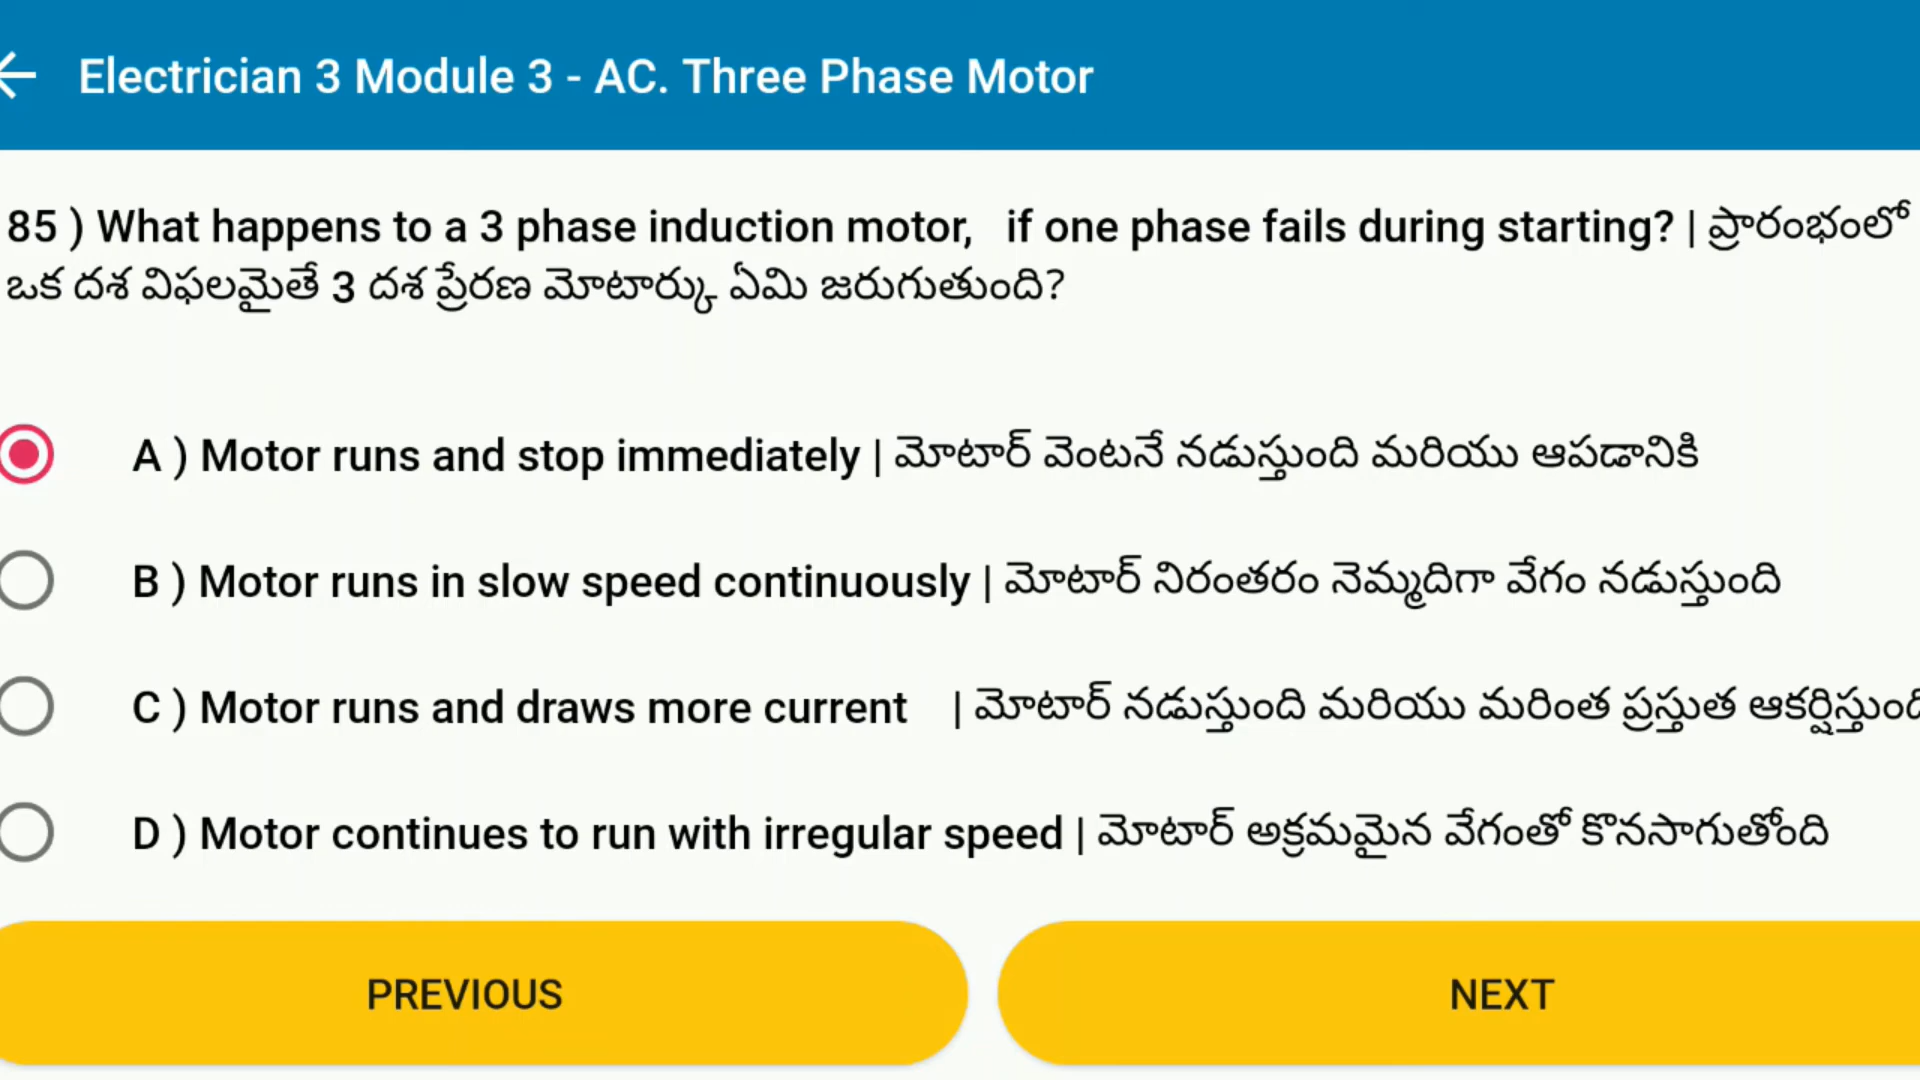 Electrician 3 Module 3 - AC. Three Phase Motor
85 ) What happens to a 3 phase induction motor, if one phase fails during starting? | ప్రారంభంలో
ఒక దశ విఫలమైతే 3 దశ ప్రేరణ మోటార్కు ఏమి జరుగుతుంది?
A ) Motor runs and stop immediately | మోటార్ వెంటనే నడుస్తుంది మరియు ఆపడానికి
B ) Motor runs in slow speed continuously | మోటార్ నిరంతరం నెమ్మదిగా వేగం నడుస్తుంది
C ) Motor runs and draws more current | మోటార్ నడుస్తుంది మరియు మరింత ప్రస్తుత ఆకర్షిస్తుంది
D ) Motor continues to run with irregular speed | మోటార్ అక్రమమైన వేగంతో కొనసాగుతోంది
PREVIOUS
NEXT